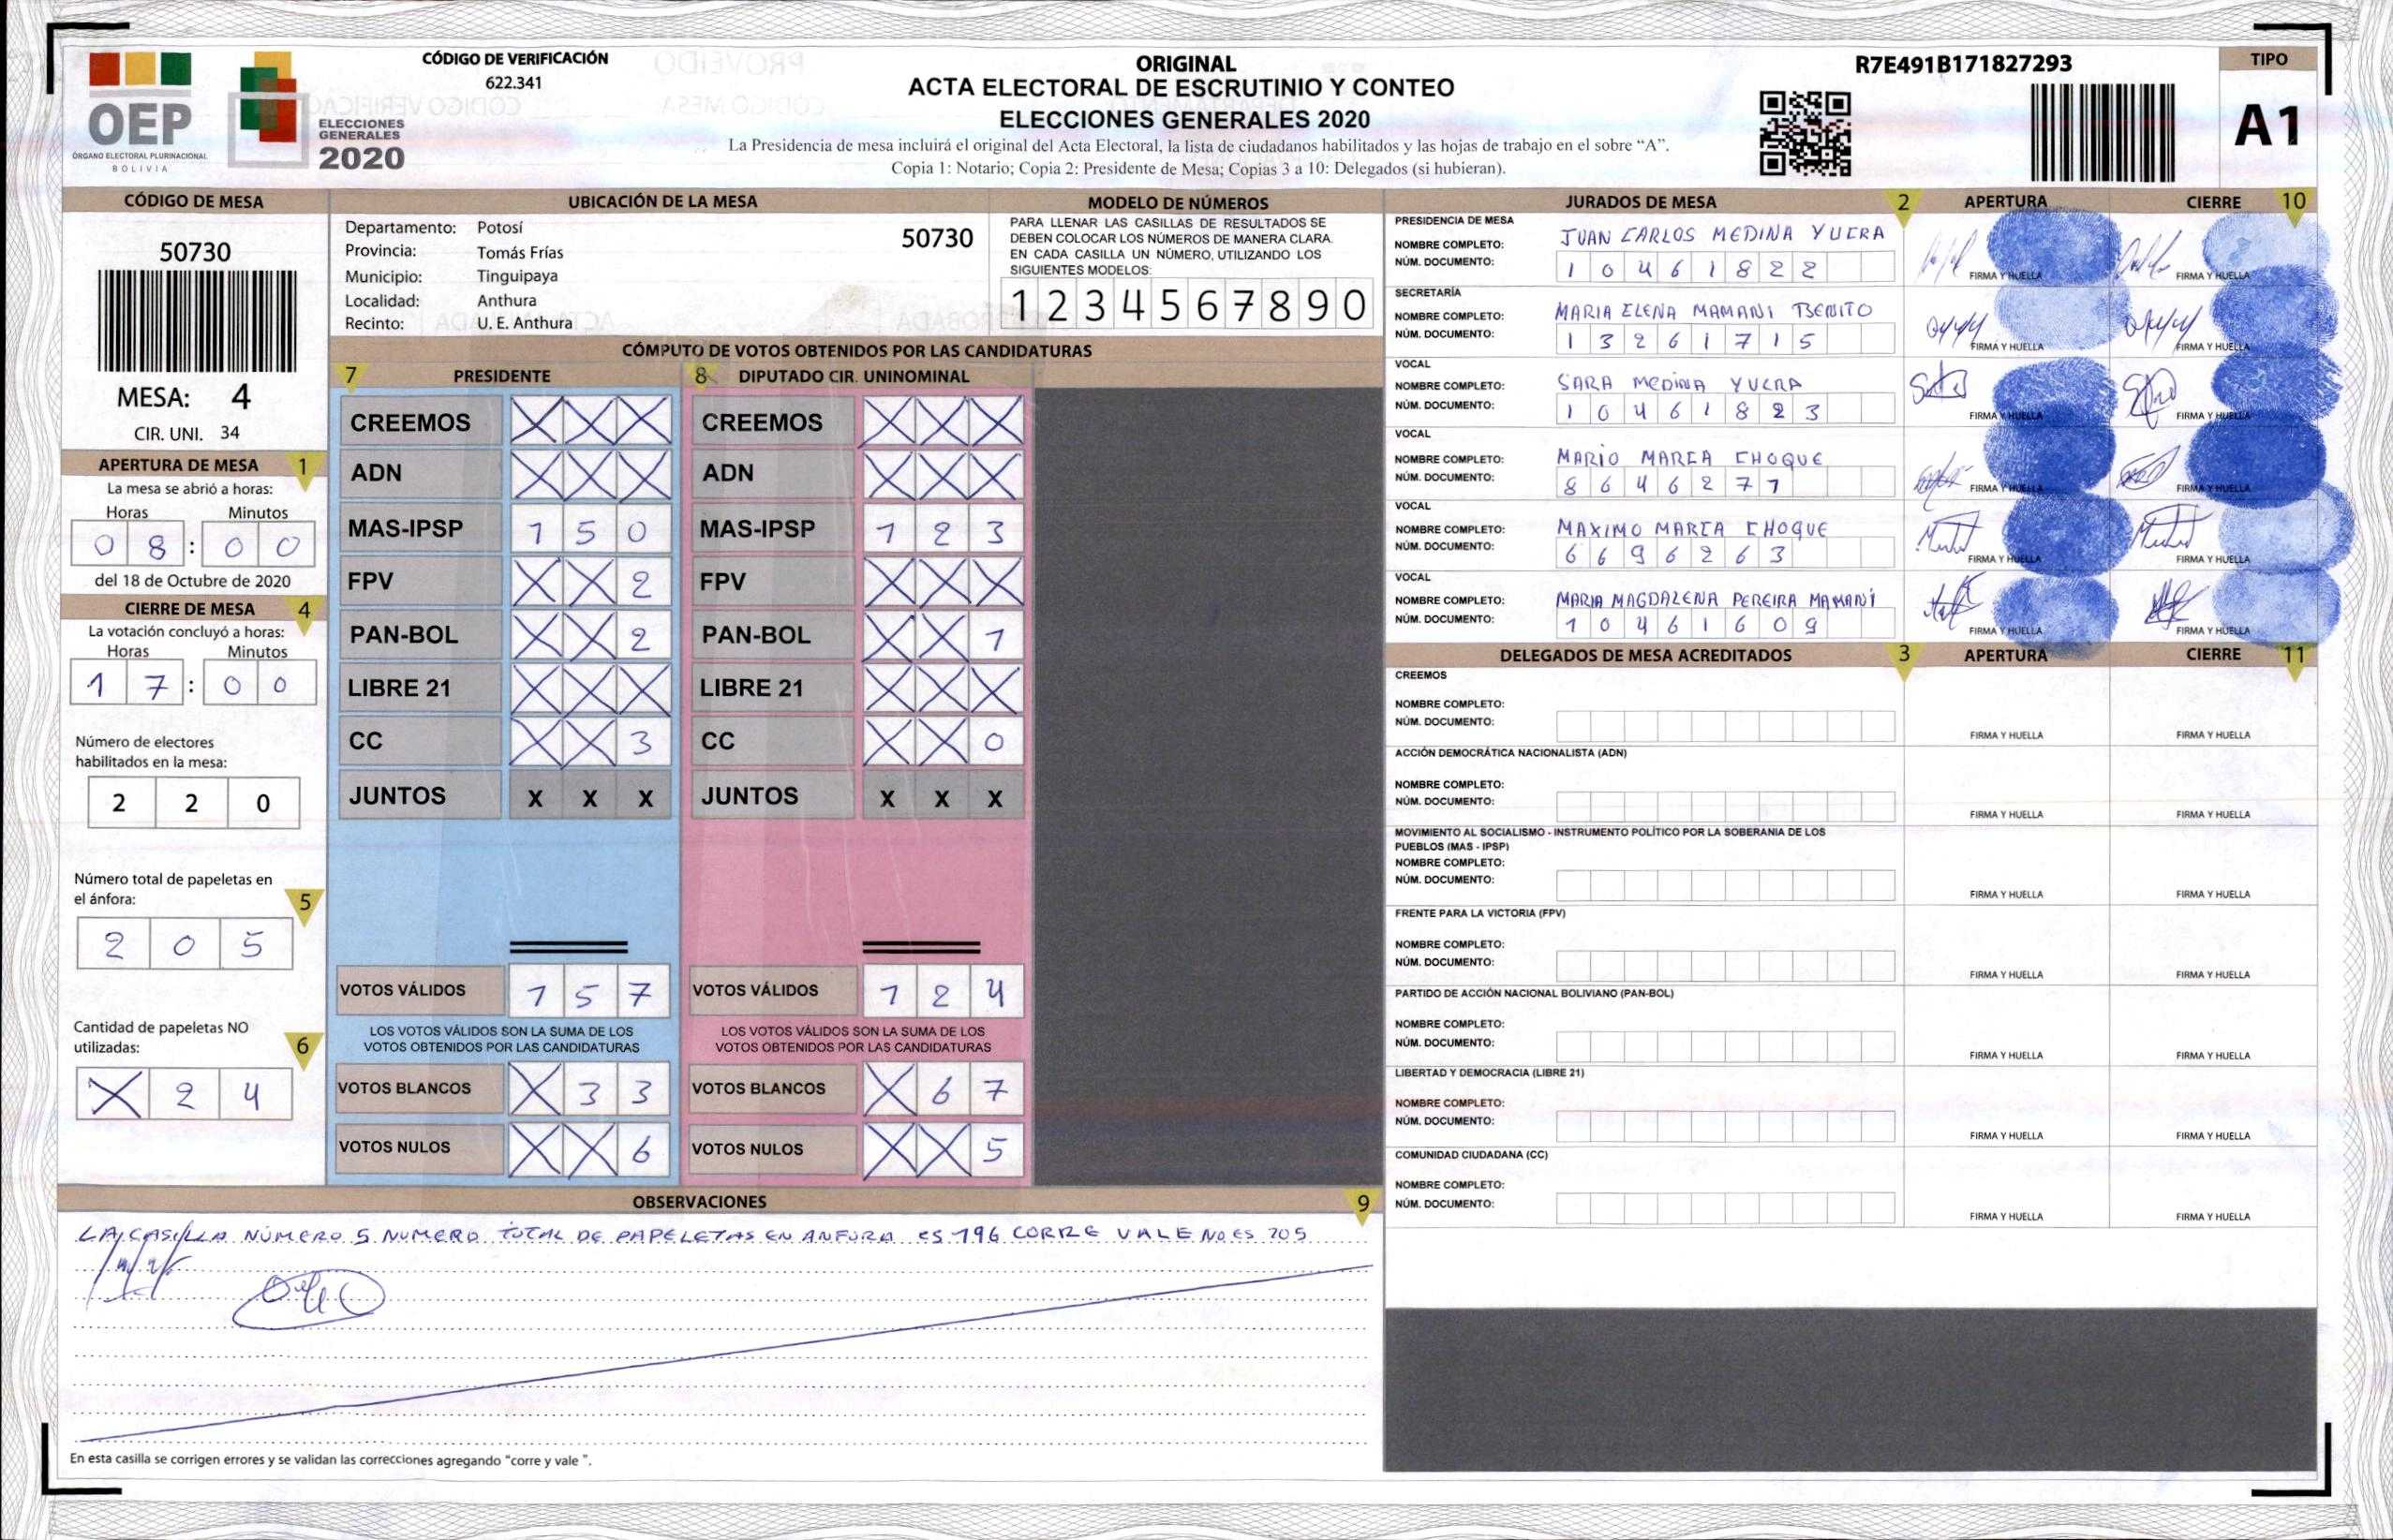 CÓDIGO DE VERIFICACIÓN
622.341
OEP
ÓRGANO ELECTORAL PLURINACIONAL
BOLIVIA
ELECCIONES
GENERALES
2020
ORIGINAL
ACTA ELECTORAL DE ESCRUTINIO Y CONTEO
ELECCIONES GENERALES 2020
La Presidencia de mesa incluirá el original del Acta Electoral, la lista de ciudadanos habilitados y las hojas de trabajo en el sobre “A”.
Copia 1: Notario; Copia 2: Presidente de Mesa; Copias 3 a 10: Delegados (si hubieran).
R7E491B171827293
TIPO
A1
CÓDIGO DE MESA
50730
MESA: 4
CIR. UNI. 34
APERTURA DE MESA 1
La mesa se abrió a horas:
Horas Minutos
0 8 : 0 0
del 18 de Octubre de 2020
CIERRE DE MESA 4
La votación concluyó a horas:
Horas Minutos
1 7 : 0 0
Número de electores
habilitados en la mesa:
2 2 0
Número total de papeletas en
el ánfora: 5
2 0 5
Cantidad de papeletas NO
utilizadas: 6
X 2 4
UBICACIÓN DE LA MESA
Departamento: Potosí
50730
Provincia: Tomás Frías
Municipio: Tinguipaya
Localidad: Anthura
Recinto: U. E. Anthura
MODELO DE NÚMEROS
PARA LLENAR LAS CASILLAS DE RESULTADOS SE
DEBEN COLOCAR LOS NÚMEROS DE MANERA CLARA.
EN CADA CASILLA UN NÚMERO, UTILIZANDO LOS
SIGUIENTES MODELOS:
1 2 3 4 5 6 7 8 9 0
CÓMPUTO DE VOTOS OBTENIDOS POR LAS CANDIDATURAS
7 PRESIDENTE
CREEMOS X X X
ADN X X X
MAS-IPSP 1 5 0
FPV X X 2
PAN-BOL X X 2
LIBRE 21 X X X
CC X X 3
JUNTOS X X X
VOTOS VÁLIDOS 1 5 7
LOS VOTOS VÁLIDOS SON LA SUMA DE LOS
VOTOS OBTENIDOS POR LAS CANDIDATURAS
VOTOS BLANCOS X 3 3
VOTOS NULOS X X 6
8 DIPUTADO CIR. UNINOMINAL
CREEMOS X X X
ADN X X X
MAS-IPSP 1 2 3
FPV X X X
PAN-BOL X X 1
LIBRE 21 X X X
CC X X 0
JUNTOS X X X
VOTOS VÁLIDOS 1 2 4
LOS VOTOS VÁLIDOS SON LA SUMA DE LOS
VOTOS OBTENIDOS POR LAS CANDIDATURAS
VOTOS BLANCOS X 6 7
VOTOS NULOS X X 5
OBSERVACIONES 9
LA CASILLA NÚMERO 5 NUMERO TOTAL DE PAPELETAS EN ANFORA ES 196 CORRE VALE NO ES 205
En esta casilla se corrigen errores y se validan las correcciones agregando “corre y vale ”.
JURADOS DE MESA 2 APERTURA CIERRE 10
PRESIDENCIA DE MESA
NOMBRE COMPLETO: JUAN CARLOS MEDINA YUCRA
NÚM. DOCUMENTO: 1 0 4 6 1 8 2 2
FIRMA Y HUELLA FIRMA Y HUELLA
SECRETARÍA
NOMBRE COMPLETO: MARIA ELENA MAMANI BENITO
NÚM. DOCUMENTO: 1 3 2 6 1 7 1 5
FIRMA Y HUELLA FIRMA Y HUELLA
VOCAL
NOMBRE COMPLETO: SARA MEDINA YUCRA
NÚM. DOCUMENTO: 1 0 4 6 1 8 2 3
FIRMA Y HUELLA FIRMA Y HUELLA
VOCAL
NOMBRE COMPLETO: MARIO MARCA CHOQUE
NÚM. DOCUMENTO: 8 6 4 6 2 7 7
FIRMA Y HUELLA FIRMA Y HUELLA
VOCAL
NOMBRE COMPLETO: MAXIMO MARCA CHOQUE
NÚM. DOCUMENTO: 6 6 9 6 2 6 3
FIRMA Y HUELLA FIRMA Y HUELLA
VOCAL
NOMBRE COMPLETO: MARIA MAGDALENA PEREIRA MAMANI
NÚM. DOCUMENTO: 1 0 4 6 1 6 0 9
FIRMA Y HUELLA FIRMA Y HUELLA
DELEGADOS DE MESA ACREDITADOS 3 APERTURA CIERRE 11
CREEMOS
NOMBRE COMPLETO:
NÚM. DOCUMENTO:
FIRMA Y HUELLA FIRMA Y HUELLA
ACCIÓN DEMOCRÁTICA NACIONALISTA (ADN)
NOMBRE COMPLETO:
NÚM. DOCUMENTO:
FIRMA Y HUELLA FIRMA Y HUELLA
MOVIMIENTO AL SOCIALISMO - INSTRUMENTO POLÍTICO POR LA SOBERANIA DE LOS
PUEBLOS (MAS - IPSP)
NOMBRE COMPLETO:
NÚM. DOCUMENTO:
FIRMA Y HUELLA FIRMA Y HUELLA
FRENTE PARA LA VICTORIA (FPV)
NOMBRE COMPLETO:
NÚM. DOCUMENTO:
FIRMA Y HUELLA FIRMA Y HUELLA
PARTIDO DE ACCIÓN NACIONAL BOLIVIANO (PAN-BOL)
NOMBRE COMPLETO:
NÚM. DOCUMENTO:
FIRMA Y HUELLA FIRMA Y HUELLA
LIBERTAD Y DEMOCRACIA (LIBRE 21)
NOMBRE COMPLETO:
NÚM. DOCUMENTO:
FIRMA Y HUELLA FIRMA Y HUELLA
COMUNIDAD CIUDADANA (CC)
NOMBRE COMPLETO:
NÚM. DOCUMENTO:
FIRMA Y HUELLA FIRMA Y HUELLA